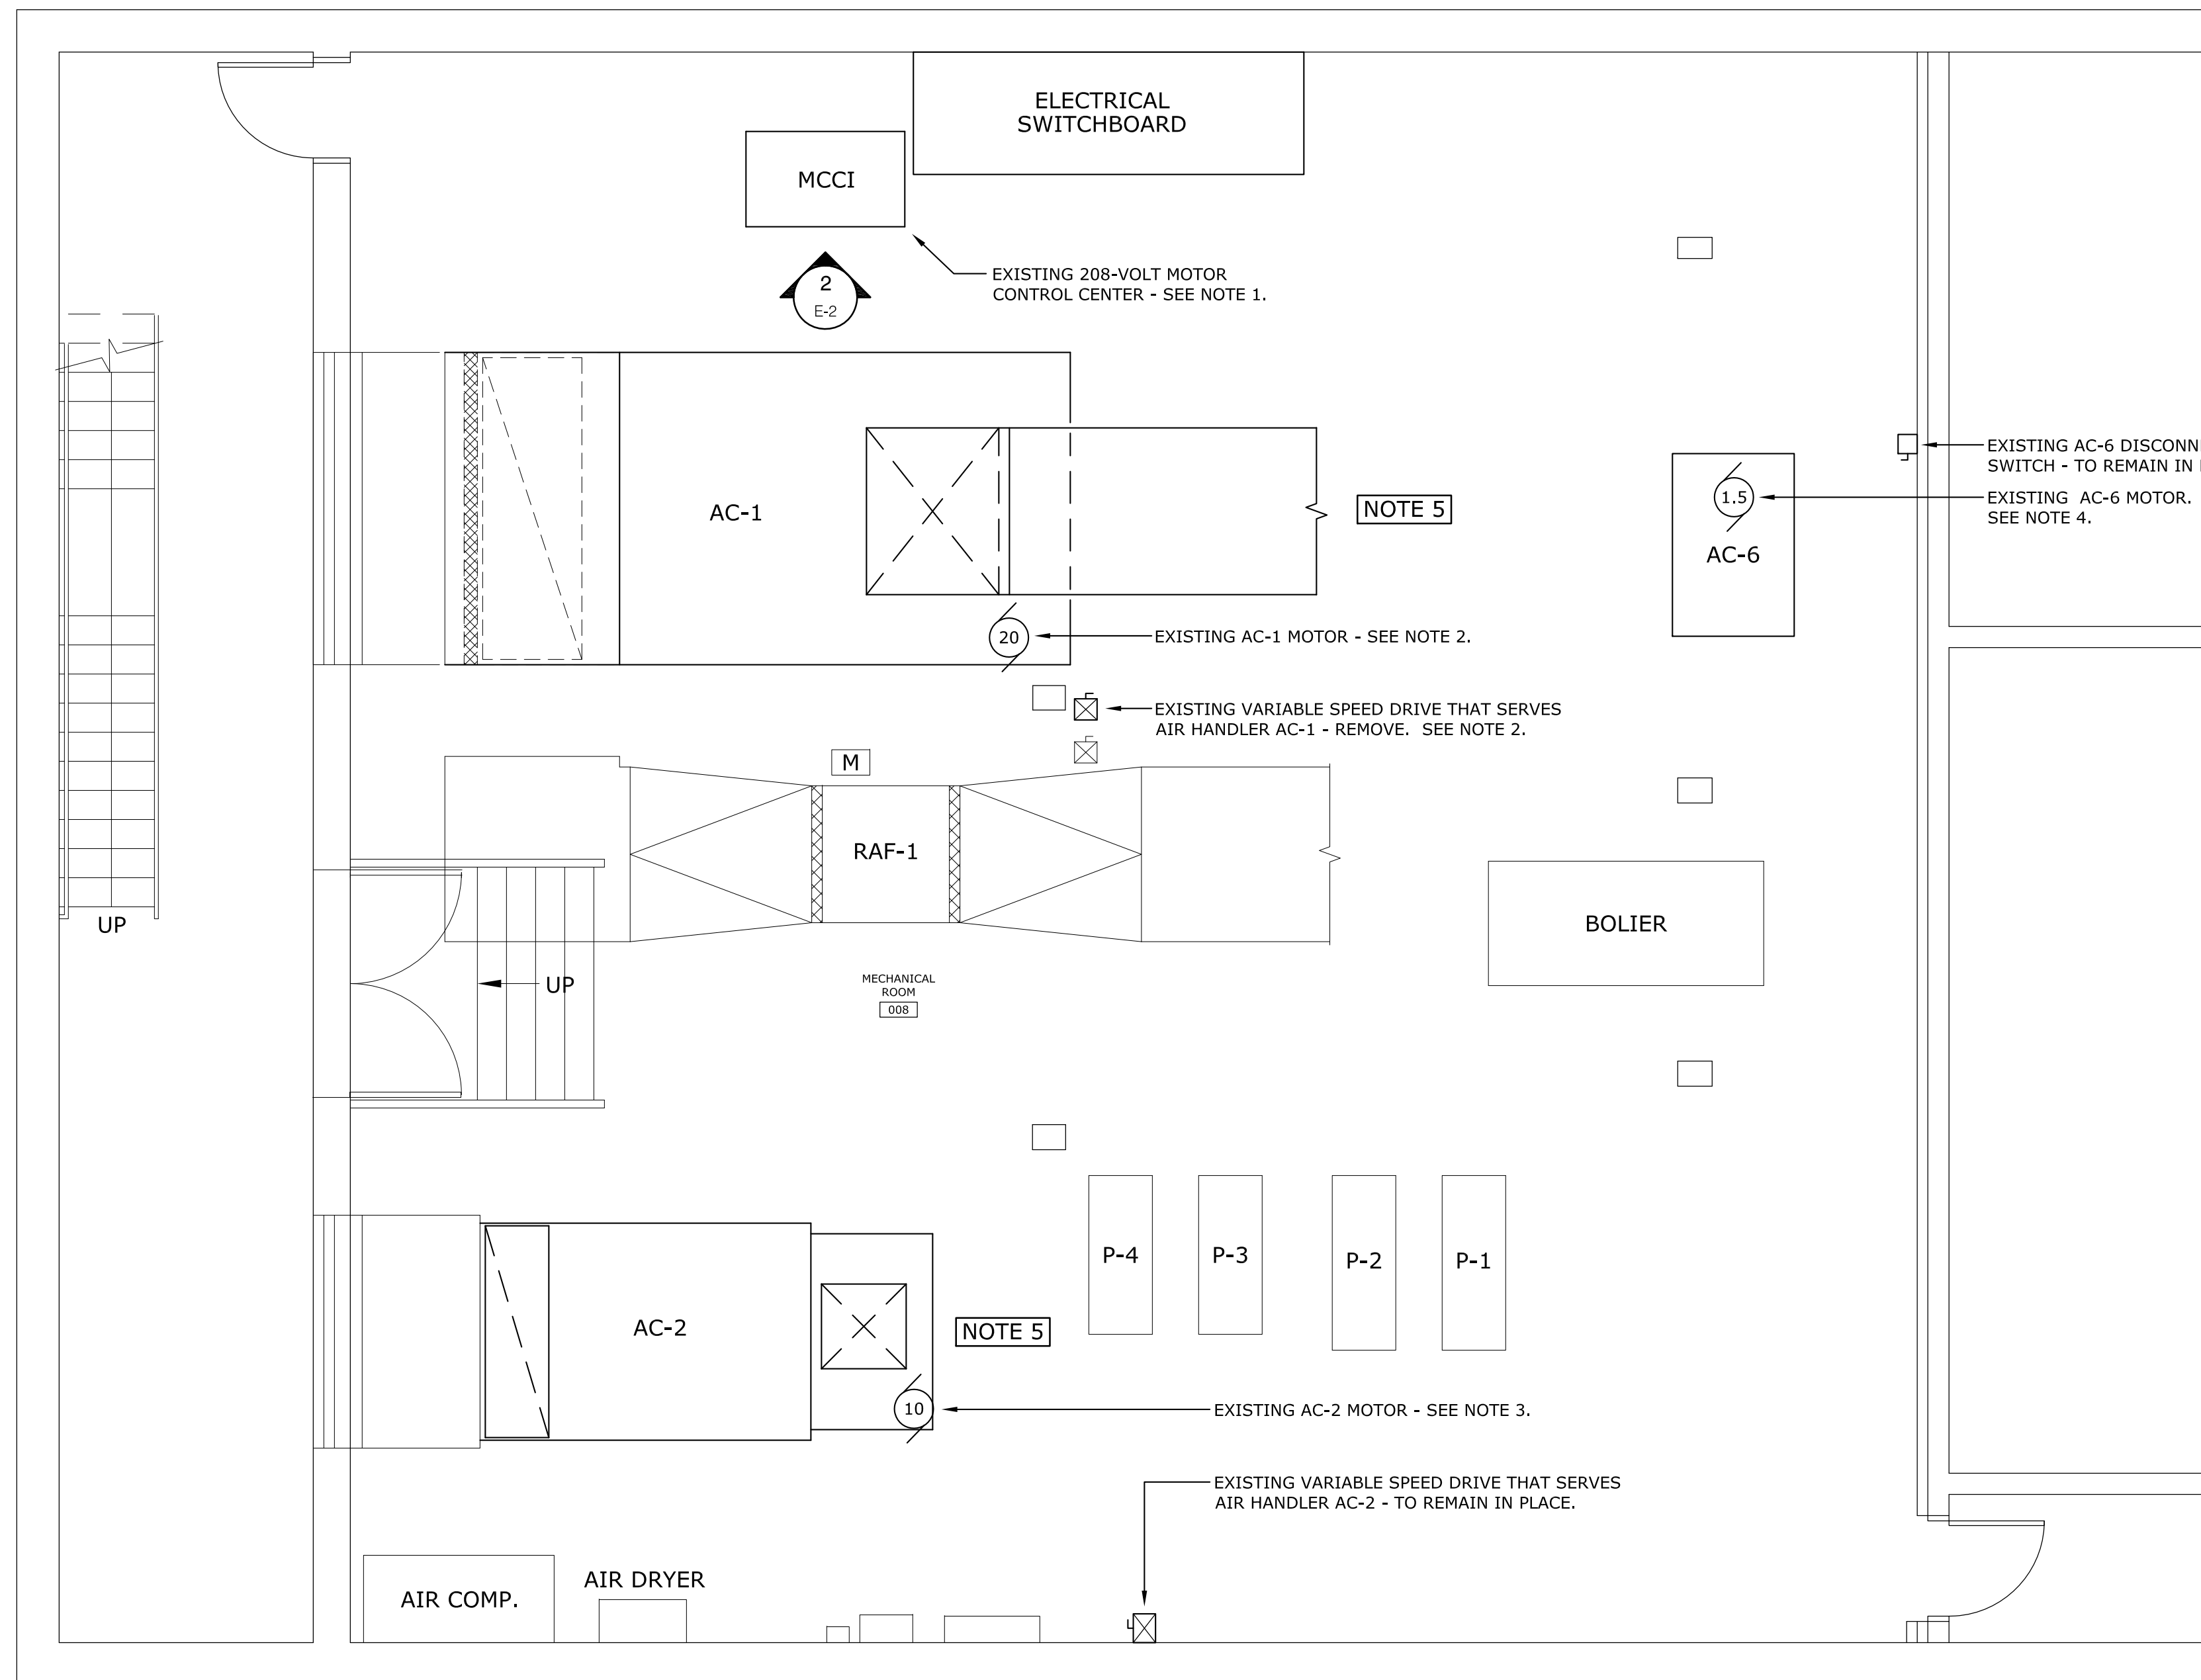 ELECTRICAL
SWITCHBOARD
MCCI
EXISTING 208-VOLT MOTOR
CONTROL CENTER - SEE NOTE 1.
2
E-2
EXISTING AC-6 DISCONN
SWITCH - TO REMAIN IN
EXISTING AC-6 MOTOR.
SEE NOTE 4.
1.5
AC-6
AC-1
NOTE 5
20
EXISTING AC-1 MOTOR - SEE NOTE 2.
EXISTING VARIABLE SPEED DRIVE THAT SERVES
AIR HANDLER AC-1 - REMOVE. SEE NOTE 2.
M
RAF-1
UP
BOLIER
UP
MECHANICAL
ROOM
008
P-4
P-3
P-2
P-1
AC-2
NOTE 5
10
EXISTING AC-2 MOTOR - SEE NOTE 3.
EXISTING VARIABLE SPEED DRIVE THAT SERVES
AIR HANDLER AC-2 - TO REMAIN IN PLACE.
AIR COMP.
AIR DRYER